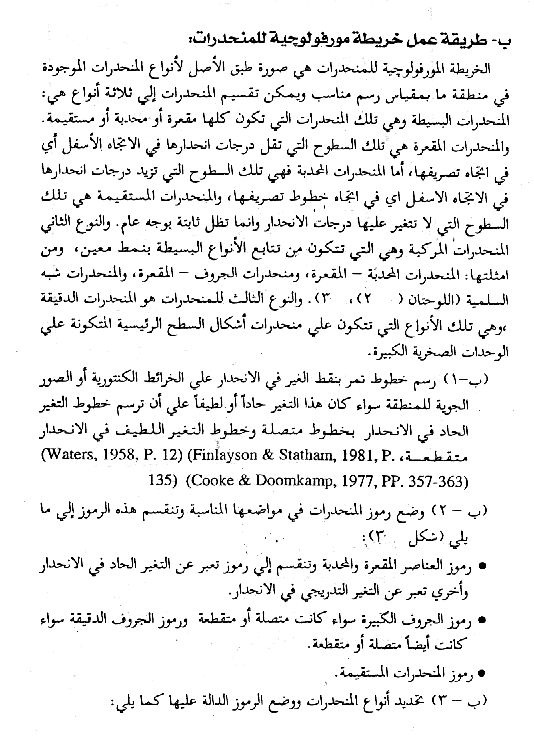 ب- طريقة عمل خريطة مورفولوجية للمنحدرات:
الخريطة المورفولوجية للمنحدرات هي صورة طبق الأصل لأنواع المنحدرات الموجودة
في منطقة ما بمقياس رسم مناسب ويمكن تقسيم المنحدرات إلي ثلاثة أنواع هي:
المنحدرات البسيطة وهي تلك المنحدرات التي تكون كلها مقعرة أو محدبة أو مستقيمة.
والمنحدرات المقعرة هي تلك السطوح التي تقل درجات انحدارها في الاتجاه الأسفل أي
في اتجاه تصريفها، أما المنحدرات المحدبة فهي تلك السطوح التي تزيد درجات انحدارها
في الاتجاه الاسفل اي في اتجاه خطوط تصريفها، والمنحدرات المستقيمة هي تلك
السطوح التي لا تتغير عليها درجات الانحدار وانما تظل ثابتة بوجه عام. والنوع الثاني
المنحدرات المركبة وهي التي تتكون من تتابع الأنواع البسيطة بنمط معين، ومن
امثلتها: المنحدرات المحدبة – المقعرة، ومنحدرات الجروف – المقعرة، والمنحدرات شبه
السلمية (اللوحتان ( ٢)، ٣). والنوع الثالث للمنحدرات هو المنحدرات الدقيقة
،وهي تلك الأنواع التي تتكون علي منحدرات أشكال السطح الرئيسية المتكونة علي
الوحدات الصخرية الكبيرة.
(ب-١) رسم خطوط تمر بنقط الغير في الانحدار علي الخرائط الكنتورية أو الصور
الجوية للمنطقة سواء كان هذا التغير حاداً أو لطيفاً علي أن ترسم خطوط التغير
الحاد في الانحدار بخطوط متصلة وخطوط التغير اللطيف في الانحدار
متقطعة، (Waters, 1958, P. 12) (Finlayson & Statham, 1981, P.
135) (Cooke & Doomkamp, 1977, PP. 357-363)
(ب – ٢) وضع رموز المنحدرات في مواضعها المناسبة وتنقسم هذه الرموز إلي ما
يلي (شكل ٣):
● رموز العناصر المقعرة والمحدبة وتنقسم إلي رموز تعبر عن التغير الحاد في الانحدار
وأخري تعبر عن التغير التدريجي في الانحدار.
● رموز الجروف الكبيرة سواء كانت متصلة أو متقطعة ورموز الجروف الدقيقة سواء
كانت أيضاً متصلة أو متقطعة.
● رموز المنحدرات المستقيمة.
(ب – ٣) تحديد أنواع المنحدرات ووضع الرموز الدالة عليها كما يلي: